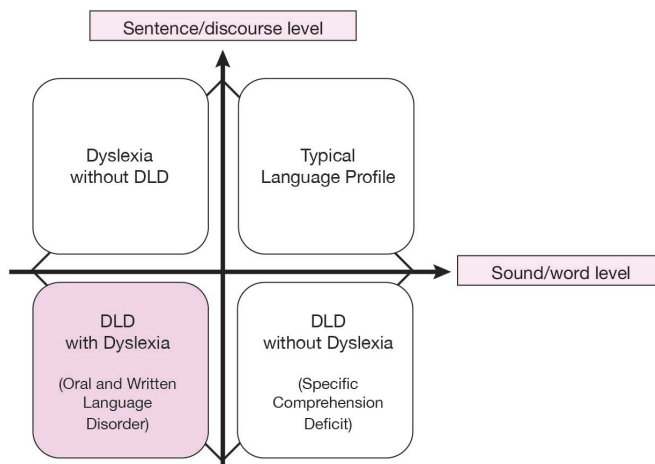 Sentence/discourse level
Dyslexia
without DLD
Typical
Language Profile
Sound/word level
DLD
with Dyslexia
(Oral and Written
Language
Disorder)
DLD
without Dyslexia
(Specific
Comprehension
Deficit)